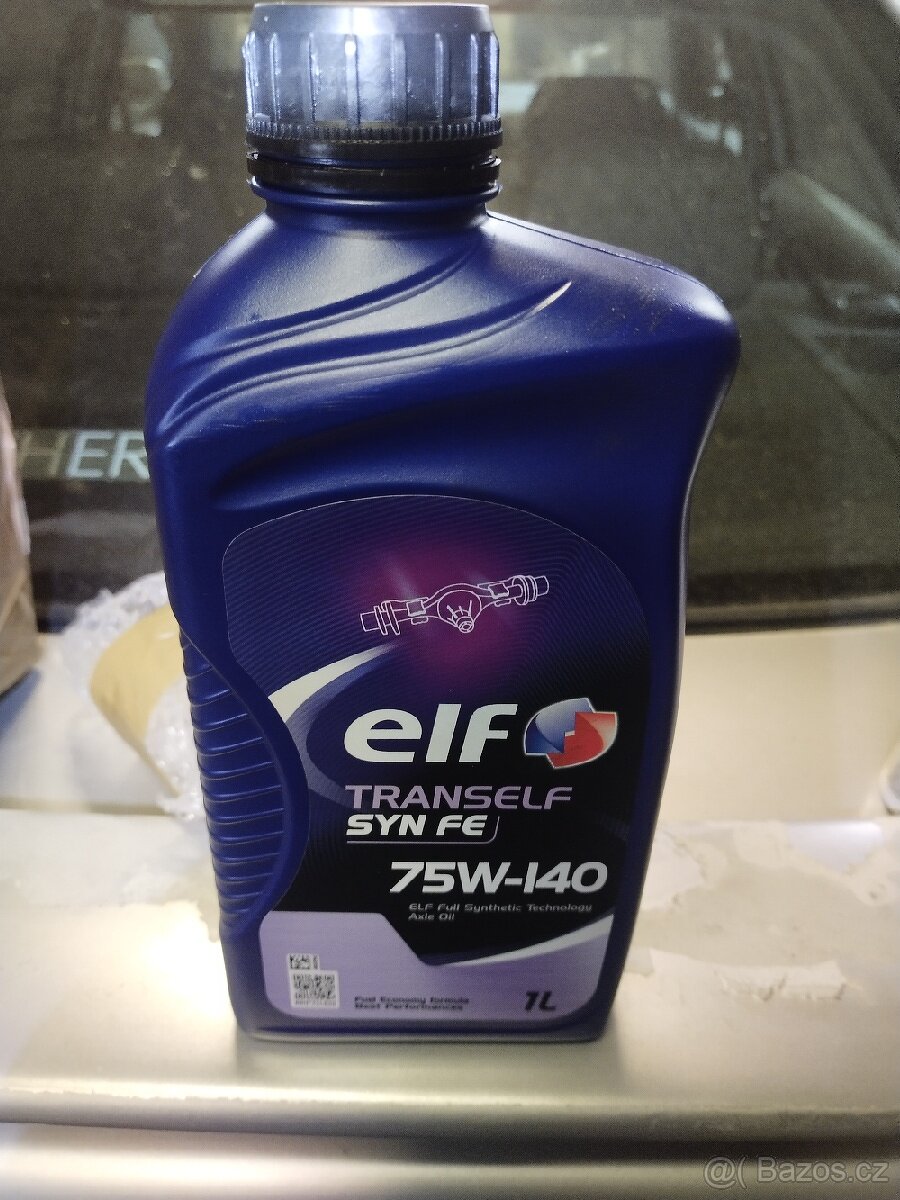 HER
elf
TRANSELF
SYN FE
75W-140
ELF Full Synthetic Technology
Axle Oil
Fuel Economy formula
Best Performances
1L
@( Bazos.cz